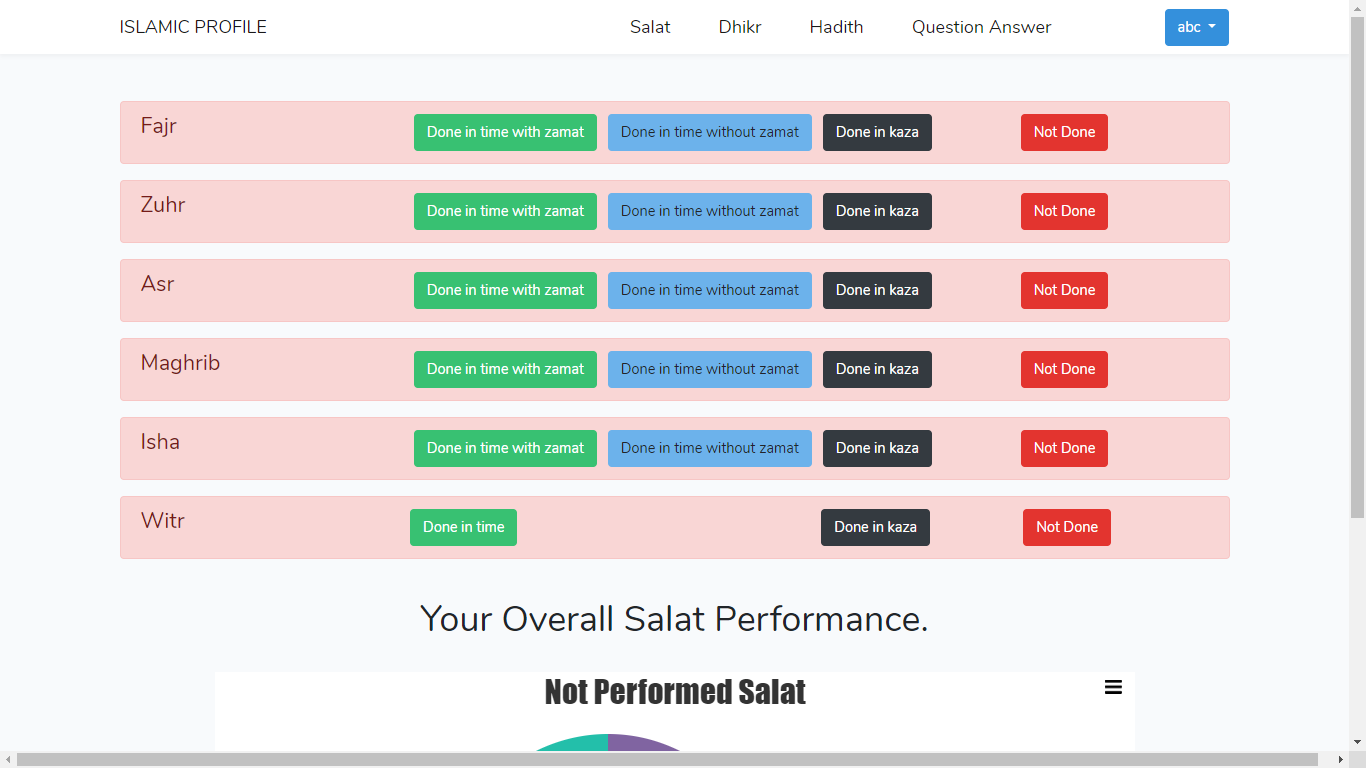 ISLAMIC PROFILE Salat Dhikr Hadith Question Answer abc
Fajr Done in time with zamat Done in time without zamat Done in kaza Not Done
Zuhr Done in time with zamat Done in time without zamat Done in kaza Not Done
Asr Done in time with zamat Done in time without zamat Done in kaza Not Done
Maghrib Done in time with zamat Done in time without zamat Done in kaza Not Done
Isha Done in time with zamat Done in time without zamat Done in kaza Not Done
Witr Done in time Done in kaza Not Done
Your Overall Salat Performance.
Not Performed Salat